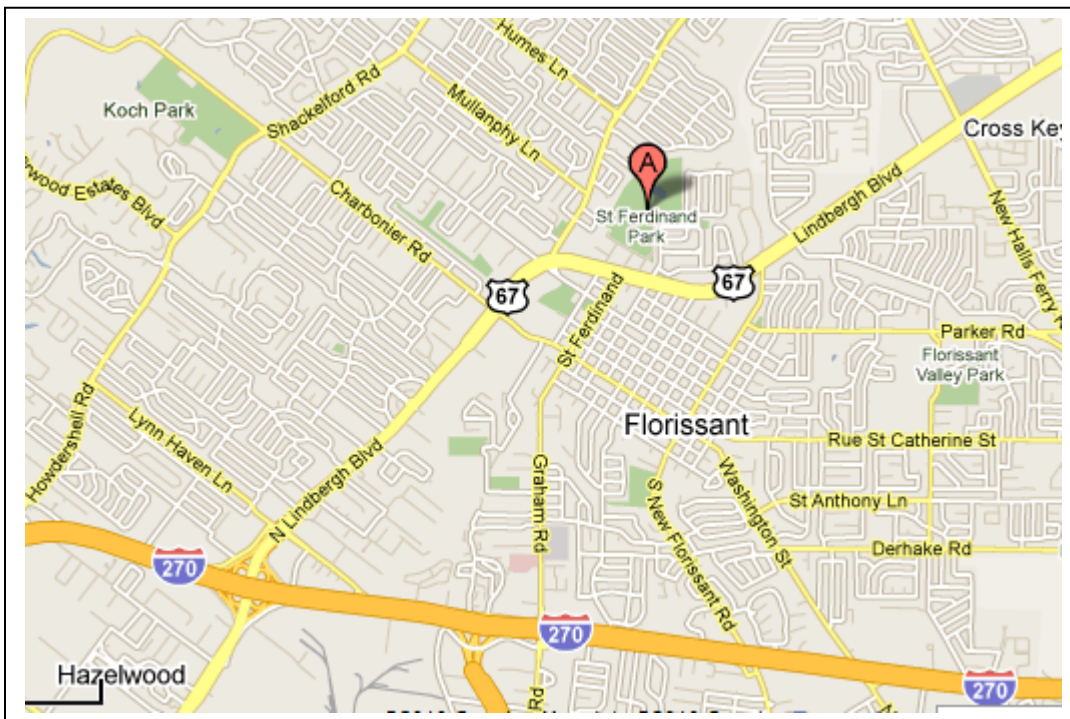 Humes Ln
Koch Park
Shackelford Rd
Mullanphy Ln
Cross Key
A
erwood Estates Blvd
Charbonier Rd
St Ferdinand
Park
Lindbergh Blvd
New Halls Ferry R
67
67
St Ferdinand
Parker Rd
Florissant
Valley Park
Howdershell Rd
Lynn Haven Ln
N Lindbergh Blvd
Florissant
Rue St Catherine St
Graham Rd
S New Florissant Rd
Washington St
St Anthony Ln
Derhake Rd
270
270
270
Hazelwood
Rd